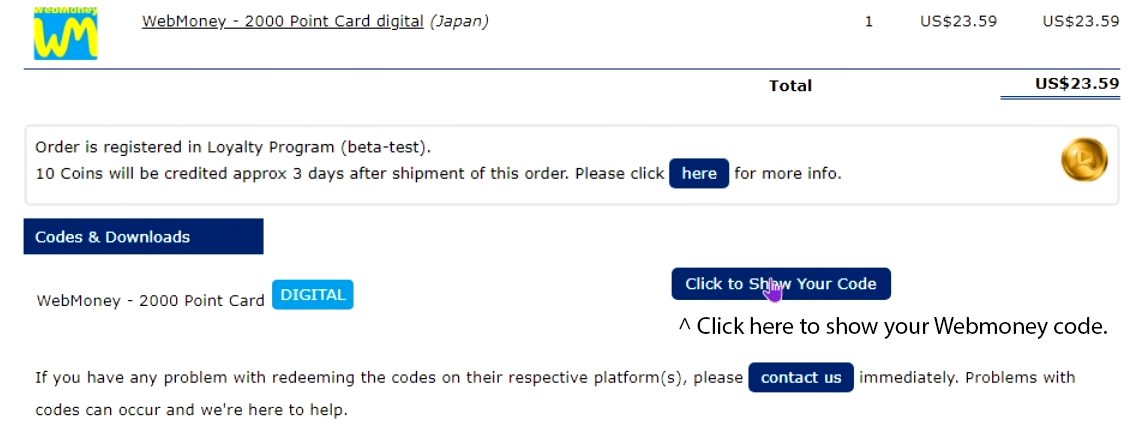 webmoney
WM
WebMoney - 2000 Point Card digital (Japan) 1 US$23.59 US$23.59
Total US$23.59
Order is registered in Loyalty Program (beta-test).
10 Coins will be credited approx 3 days after shipment of this order. Please click here for more info.
Codes & Downloads
WebMoney - 2000 Point Card DIGITAL
Click to Show Your Code
^ Click here to show your Webmoney code.
If you have any problem with redeeming the codes on their respective platform(s), please contact us immediately. Problems with
codes can occur and we're here to help.